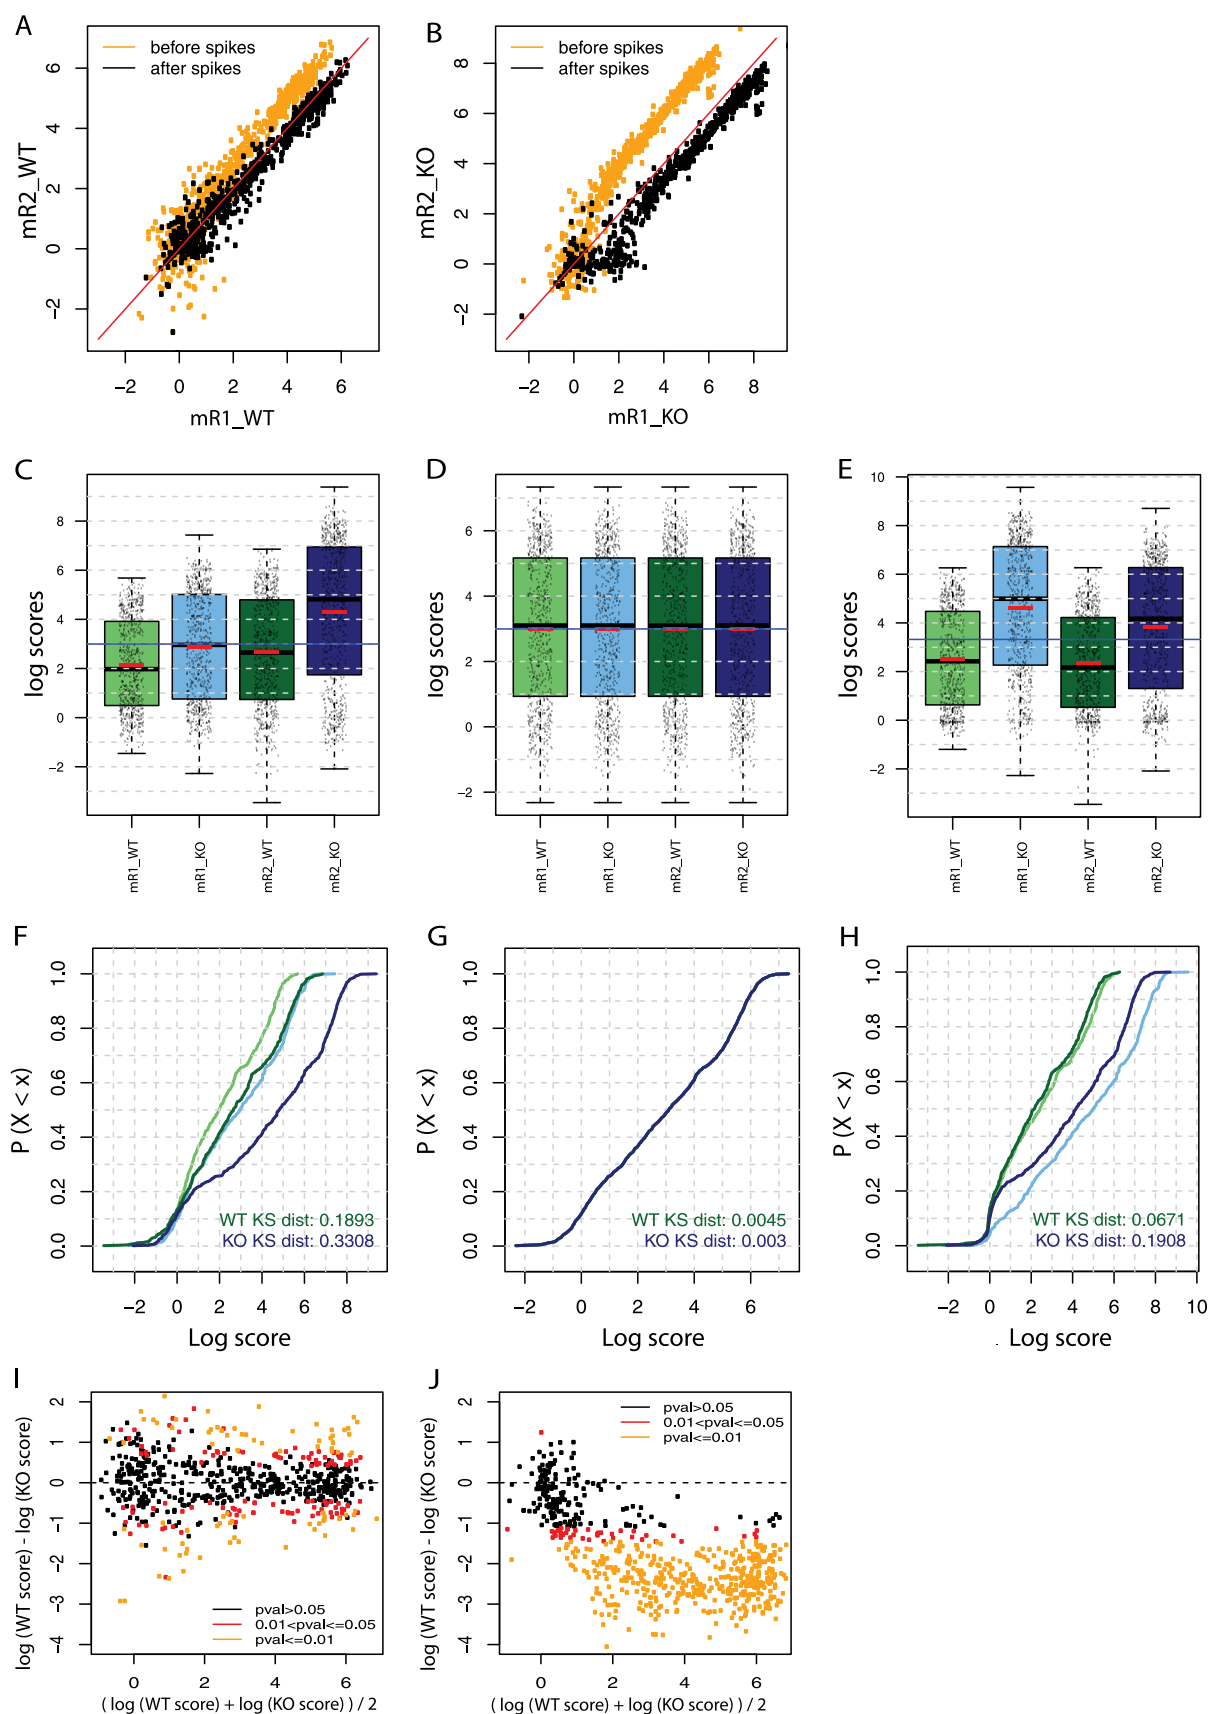 A
before spikes
after spikes
mR2_WT
6
4
2
0
−2
−2 0 2 4 6
mR1_WT
B
before spikes
after spikes
mR2_KO
8
6
4
2
0
−2
−2 0 2 4 6 8
mR1_KO
C
log scores
8
6
4
2
0
−2
mR1_WT
mR1_KO
mR2_WT
mR2_KO
D
log scores
6
4
2
0
−2
mR1_WT
mR1_KO
mR2_WT
mR2_KO
E
log scores
10
8
6
4
2
0
−2
mR1_WT
mR1_KO
mR2_WT
mR2_KO
F
P (X < x)
1.0
0.8
0.6
0.4
0.2
0.0
WT KS dist: 0.1893
KO KS dist: 0.3308
−2 0 2 4 6 8
Log score
G
P (X < x)
1.0
0.8
0.6
0.4
0.2
0.0
WT KS dist: 0.0045
KO KS dist: 0.003
−2 0 2 4 6
Log score
H
P (X < x)
1.0
0.8
0.6
0.4
0.2
0.0
WT KS dist: 0.0671
KO KS dist: 0.1908
−2 0 2 4 6 8 10
Log score
I
log (WT score) - log (KO score)
2
1
0
−1
−2
−3
−4
pval>0.05
0.01<pval<=0.05
pval<=0.01
0 2 4 6
( log (WT score) + log (KO score) ) / 2
J
log (WT score) - log (KO score)
2
1
0
−1
−2
−3
−4
pval>0.05
0.01<pval<=0.05
pval<=0.01
0 2 4 6
( log (WT score) + log (KO score) ) / 2